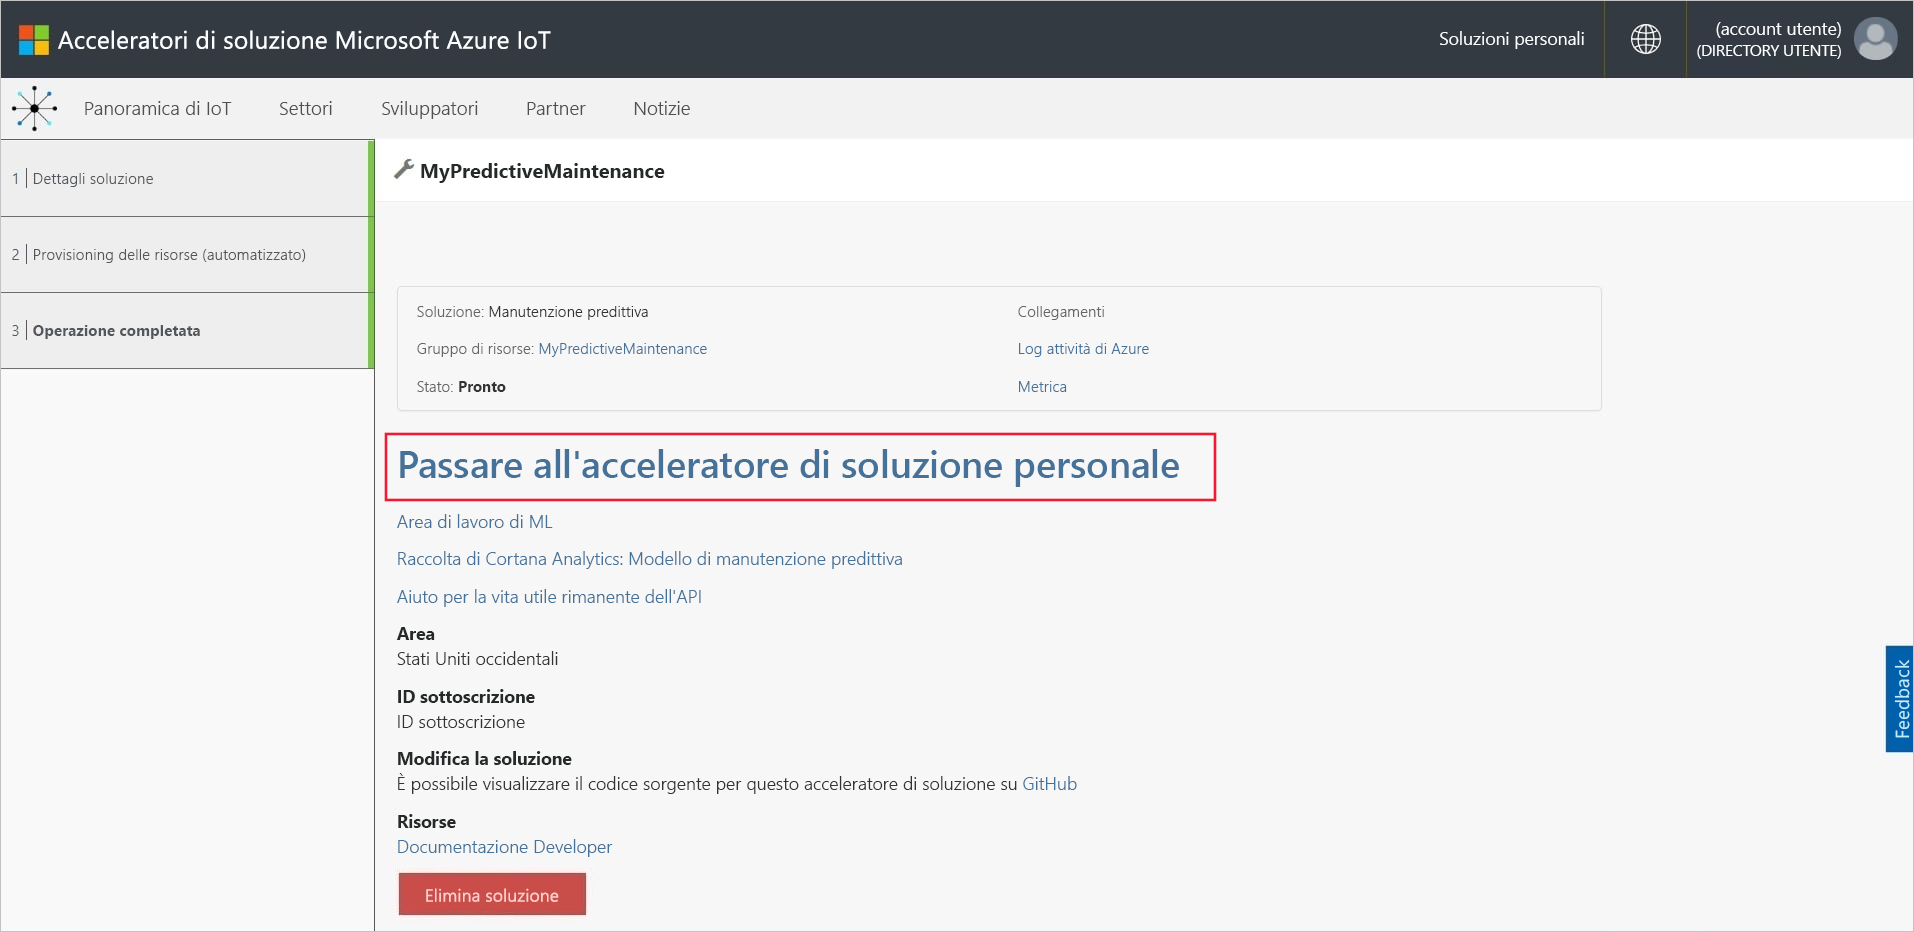 Acceleratori di soluzione Microsoft Azure IoT
Soluzioni personali
(account utente)
(DIRECTORY UTENTE)
Panoramica di IoT
Settori
Sviluppatori
Partner
Notizie
1 | Dettagli soluzione
2 | Provisioning delle risorse (automatizzato)
3 | Operazione completata
MyPredictiveMaintenance
Soluzione: Manutenzione predittiva
Gruppo di risorse: MyPredictiveMaintenance
Stato: Pronto
Collegamenti
Log attività di Azure
Metrica
Passare all'acceleratore di soluzione personale
Area di lavoro di ML
Raccolta di Cortana Analytics: Modello di manutenzione predittiva
Aiuto per la vita utile rimanente dell'API
Area
Stati Uniti occidentali
ID sottoscrizione
ID sottoscrizione
Modifica la soluzione
È possibile visualizzare il codice sorgente per questo acceleratore di soluzione su GitHub
Risorse
Documentazione Developer
Elimina soluzione
Feedback